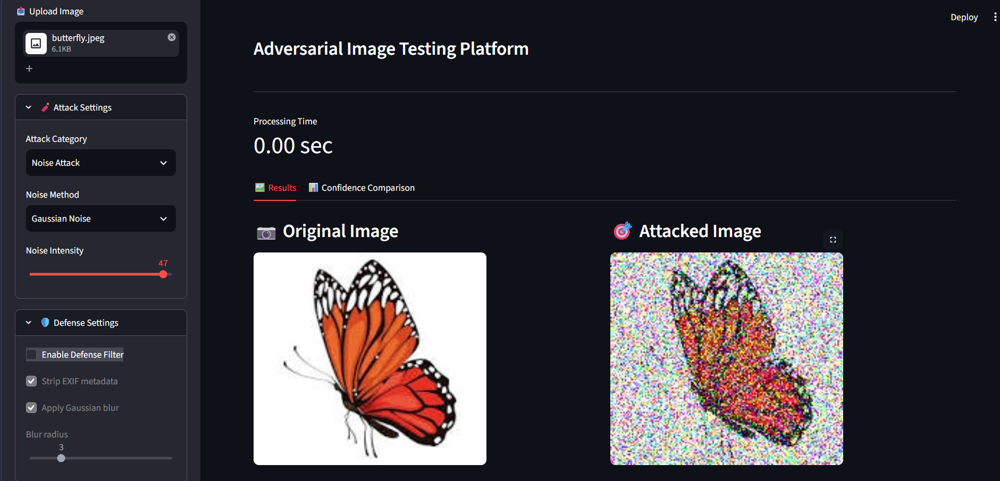 Upload Image
butterfly.jpeg
6.1KB
+
Attack Settings
Attack Category
Noise Attack
Noise Method
Gaussian Noise
Noise Intensity
47
Defense Settings
Enable Defense Filter
Strip EXIF metadata
Apply Gaussian blur
Blur radius
3
Deploy
Adversarial Image Testing Platform
Processing Time
0.00 sec
Results
Confidence Comparison
Original Image
Attacked Image